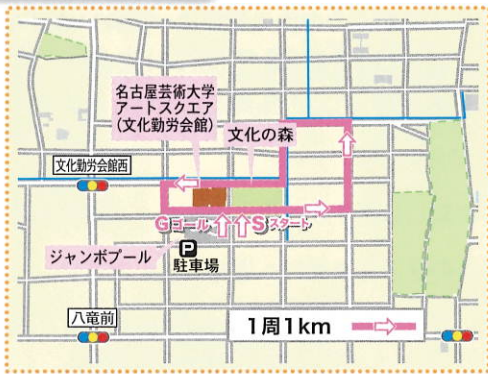 名古屋芸術大学
アートスクエア
(文化勤労会館)
文化の森
文化勤労会館西
Gゴール
Sスタート
ジャンボプール
P
駐車場
八竜前
1周1km